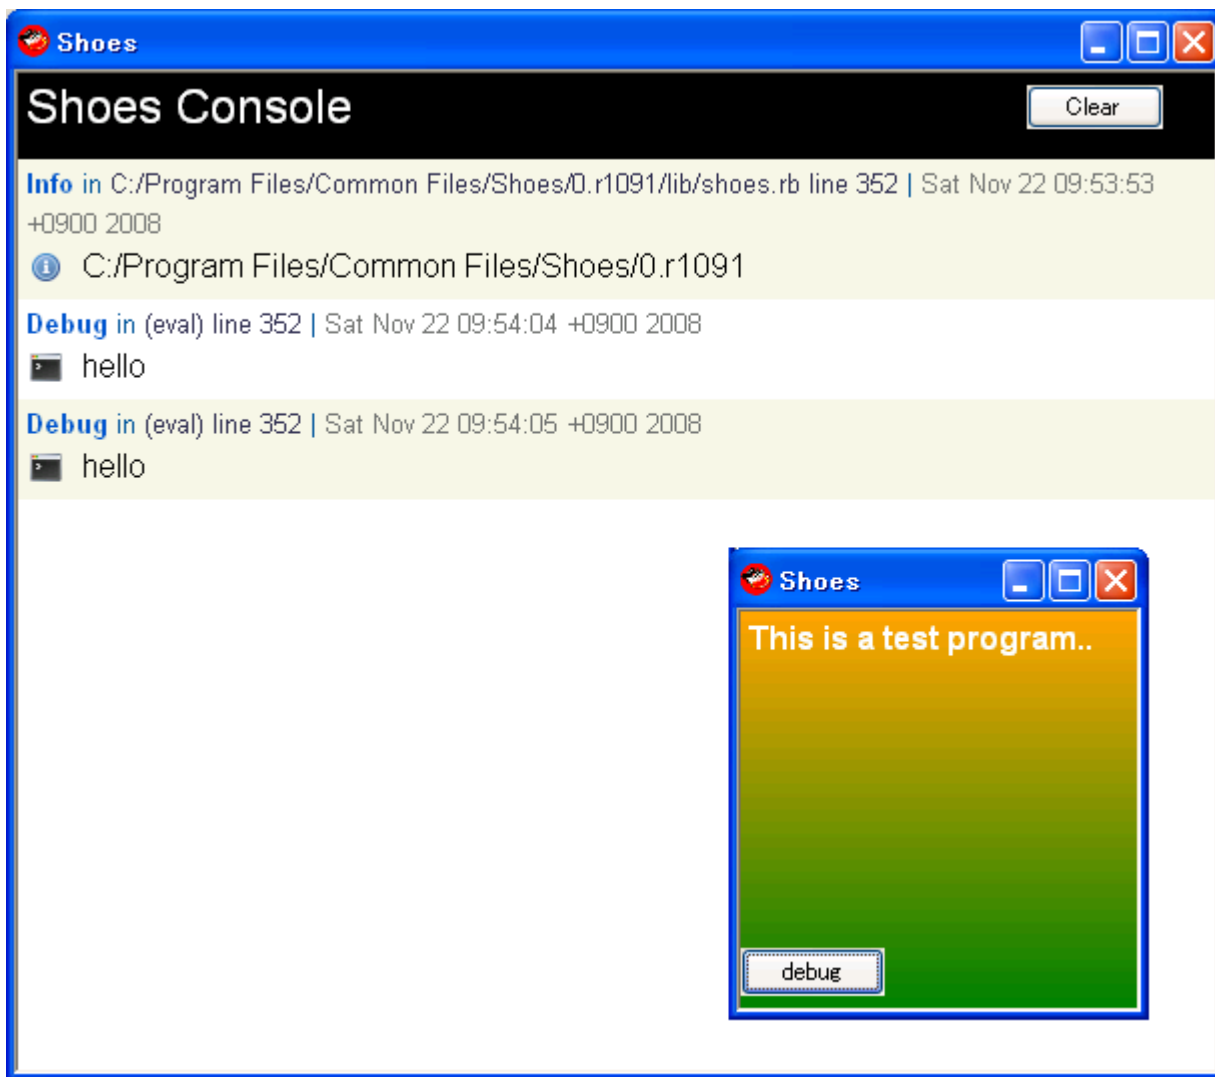 Shoes
Shoes Console
Clear
Info in C:/Program Files/Common Files/Shoes/0.r1091/lib/shoes.rb line 352 | Sat Nov 22 09:53:53
+0900 2008
C:/Program Files/Common Files/Shoes/0.r1091
Debug in (eval) line 352 | Sat Nov 22 09:54:04 +0900 2008
hello
Debug in (eval) line 352 | Sat Nov 22 09:54:05 +0900 2008
hello
Shoes
This is a test program..
debug